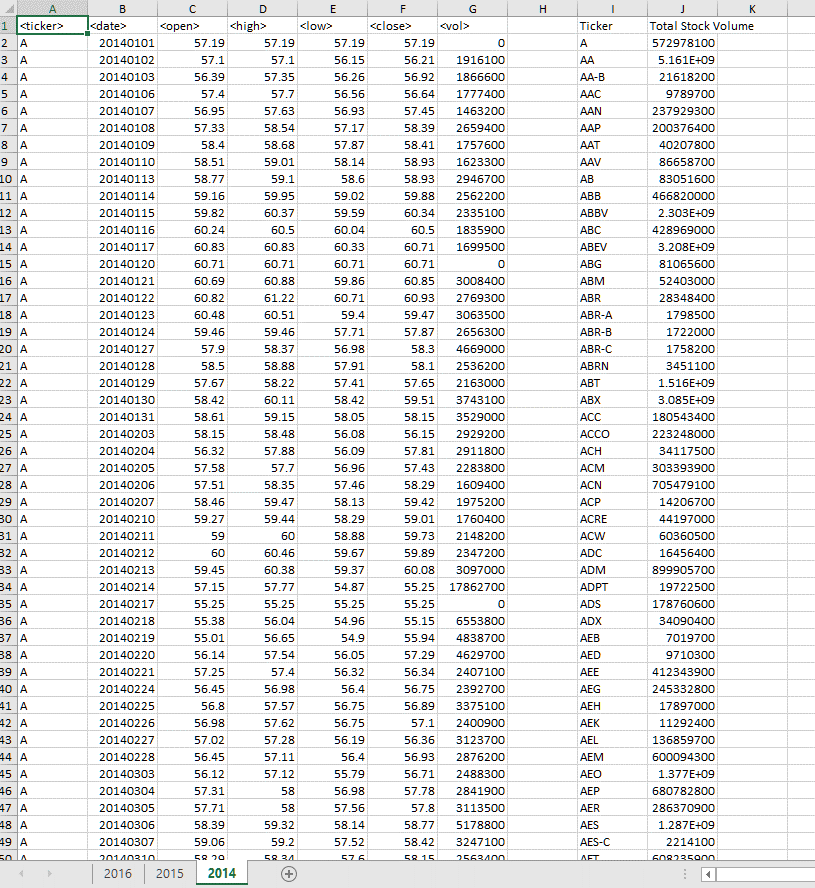 A B C D E F G H I J K
1 <ticker> <date> <open> <high> <low> <close> <vol> Ticker Total Stock Volume
2 A 20140101 57.19 57.19 57.19 57.19 0 A 572978100
3 A 20140102 57.1 57.1 56.15 56.21 1916100 AA 5.161E+09
4 A 20140103 56.39 57.35 56.26 56.92 1866600 AA-B 21618200
5 A 20140106 57.4 57.7 56.56 56.64 1777400 AAC 9789700
6 A 20140107 56.95 57.63 56.93 57.45 1463200 AAN 237929300
7 A 20140108 57.33 58.54 57.17 58.39 2659400 AAP 200376400
8 A 20140109 58.4 58.68 57.87 58.41 1757600 AAT 40207800
9 A 20140110 58.51 59.01 58.14 58.93 1623300 AAV 86658700
10 A 20140113 58.77 59.1 58.6 58.93 2946700 AB 83051600
11 A 20140114 59.16 59.95 59.02 59.88 2562200 ABB 466820000
12 A 20140115 59.82 60.37 59.59 60.34 2335100 ABBV 2.303E+09
13 A 20140116 60.24 60.5 60.04 60.5 1835900 ABC 428969000
14 A 20140117 60.83 60.83 60.33 60.71 1699500 ABEV 3.208E+09
15 A 20140120 60.71 60.71 60.71 60.71 0 ABG 81065600
16 A 20140121 60.69 60.88 59.86 60.85 3008400 ABM 52403000
17 A 20140122 60.82 61.22 60.71 60.93 2769300 ABR 28348400
18 A 20140123 60.48 60.51 59.4 59.47 3063500 ABR-A 1798500
19 A 20140124 59.46 59.46 57.71 57.87 2656300 ABR-B 1722000
20 A 20140127 57.9 58.37 56.98 58.3 4669000 ABR-C 1758200
21 A 20140128 58.5 58.88 57.91 58.1 2536200 ABRN 3451100
22 A 20140129 57.67 58.22 57.41 57.65 2163000 ABT 1.516E+09
23 A 20140130 58.42 60.11 58.42 59.51 3743100 ABX 3.085E+09
24 A 20140131 58.61 59.15 58.05 58.15 3529000 ACC 180543400
25 A 20140203 58.15 58.48 56.08 56.15 2929200 ACCO 223248000
26 A 20140204 56.32 57.88 56.09 57.81 2911800 ACH 34117500
27 A 20140205 57.58 57.7 56.96 57.43 2283800 ACM 303393900
28 A 20140206 57.51 58.35 57.46 58.29 1609400 ACN 705479100
29 A 20140207 58.46 59.47 58.13 59.42 1975200 ACP 14206700
30 A 20140210 59.27 59.44 58.29 59.01 1760400 ACRE 44197000
31 A 20140211 59 60 58.88 59.73 2148200 ACW 60360500
32 A 20140212 60 60.46 59.67 59.89 2347200 ADC 16456400
33 A 20140213 59.45 60.38 59.37 60.08 3097000 ADM 899905700
34 A 20140214 57.15 57.77 54.87 55.25 17862700 ADPT 19722500
35 A 20140217 55.25 55.25 55.25 55.25 0 ADS 178760600
36 A 20140218 55.38 56.04 54.96 55.15 6553800 ADX 34090400
37 A 20140219 55.01 56.65 54.9 55.94 4838700 AEB 7019700
38 A 20140220 56.14 57.54 56.05 57.29 4629700 AED 9710300
39 A 20140221 57.25 57.4 56.32 56.34 2407100 AEE 412343900
40 A 20140224 56.45 56.98 56.4 56.75 2392700 AEG 245332800
41 A 20140225 56.8 57.57 56.75 56.89 3375100 AEH 17897000
42 A 20140226 56.98 57.62 56.75 57.1 2400900 AEK 11292400
43 A 20140227 57.02 57.28 56.19 56.36 3123700 AEL 136859700
44 A 20140228 56.45 57.11 56.4 56.93 2876200 AEM 600094300
45 A 20140303 56.12 57.12 55.79 56.71 2488300 AEO 1.377E+09
46 A 20140304 57.31 58 56.98 57.78 2841900 AEP 680782800
47 A 20140305 57.71 58 57.56 57.8 3113500 AER 286370900
48 A 20140306 58.39 59.32 58.14 58.77 5178800 AES 1.287E+09
49 A 20140307 59.06 59.2 57.52 58.42 3247100 AES-C 2214100
50 A 20140310 58.29 58.34 57.6 58.15 2563400 AET 608235900
2016 2015 2014